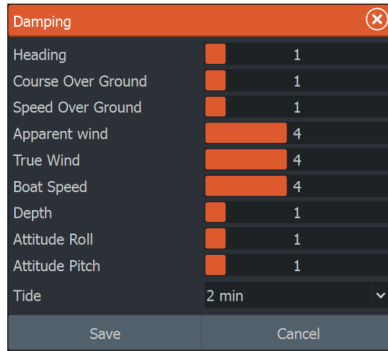 Damping
Heading 1
Course Over Ground 1
Speed Over Ground 1
Apparent wind 4
True Wind 4
Boat Speed 4
Depth 1
Attitude Roll 1
Attitude Pitch 1
Tide 2 min
Save Cancel